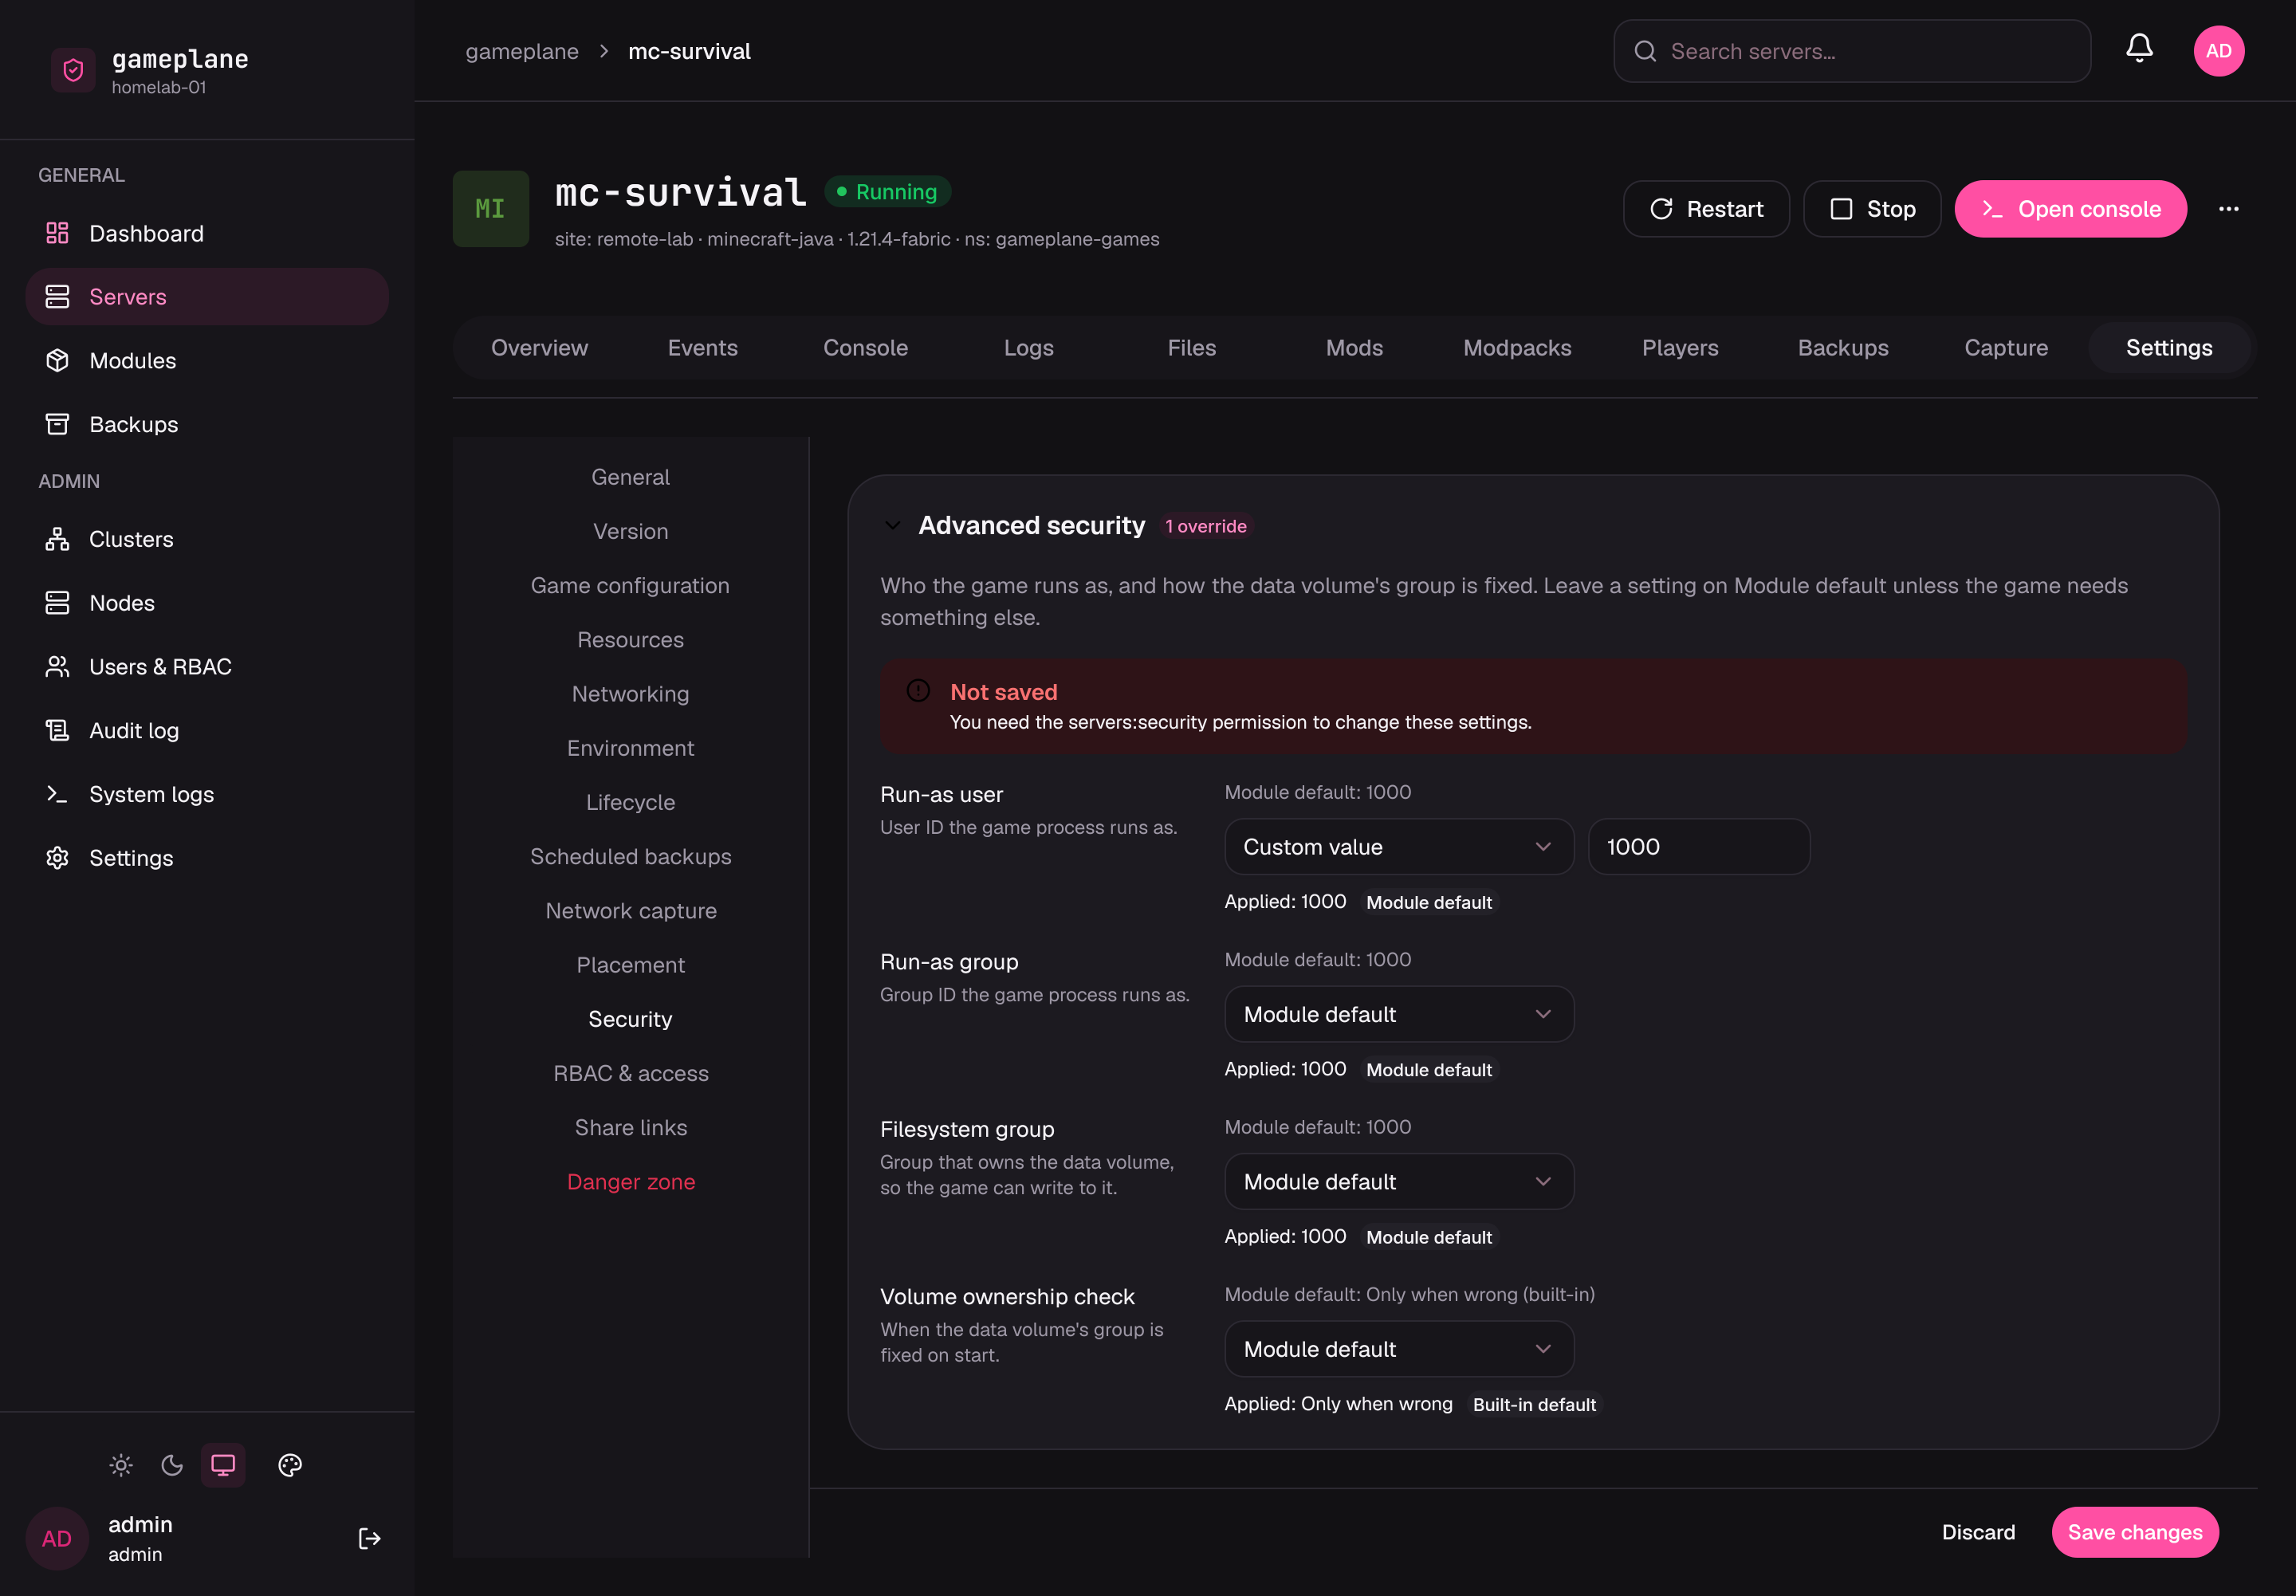 gameplane
homelab-01
GENERAL
Dashboard
Servers
Modules
Backups
ADMIN
Clusters
Nodes
Users & RBAC
Audit log
System logs
Settings
AD
admin
admin
gameplane > mc-survival
Search servers...
AD
MI
mc-survival
Running
site: remote-lab · minecraft-java · 1.21.4-fabric · ns: gameplane-games
Restart
Stop
Open console
Overview
Events
Console
Logs
Files
Mods
Modpacks
Players
Backups
Capture
Settings
General
Version
Game configuration
Resources
Networking
Environment
Lifecycle
Scheduled backups
Network capture
Placement
Security
RBAC & access
Share links
Danger zone
Advanced security
1 override
Who the game runs as, and how the data volume's group is fixed. Leave a setting on Module default unless the game needs
something else.
Not saved
You need the servers:security permission to change these settings.
Run-as user
User ID the game process runs as.
Module default: 1000
Custom value
1000
Applied: 1000 Module default
Run-as group
Group ID the game process runs as.
Module default: 1000
Module default
Applied: 1000 Module default
Filesystem group
Group that owns the data volume,
so the game can write to it.
Module default: 1000
Module default
Applied: 1000 Module default
Volume ownership check
When the data volume's group is
fixed on start.
Module default: Only when wrong (built-in)
Module default
Applied: Only when wrong Built-in default
Discard
Save changes